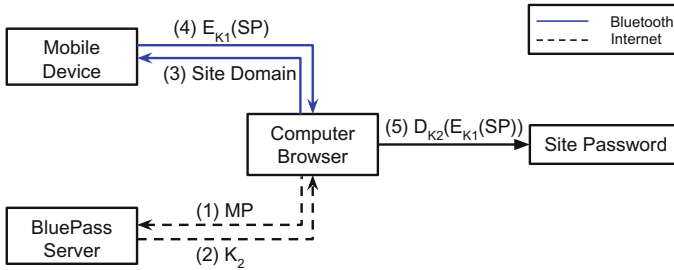 Mobile
Device
(4) E_K1(SP)
(3) Site Domain
Bluetooth
Internet
Computer
Browser
(5) D_K2(E_K1(SP))
Site Password
BluePass
Server
(1) MP
(2) K_2